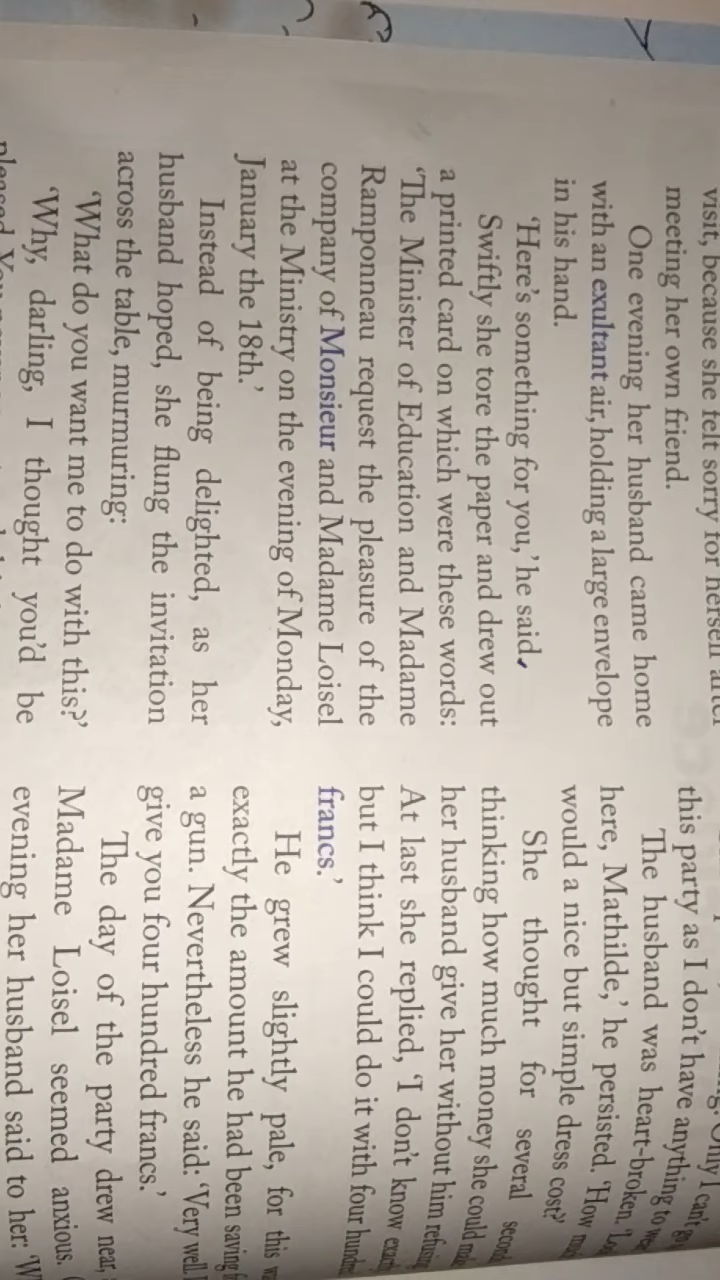 visit, because she felt sorry for herself after
meeting her own friend.
One evening her husband came home
with an exultant air, holding a large envelope
in his hand.
‘Here’s something for you,’ he said.
Swiftly she tore the paper and drew out
a printed card on which were these words:
‘The Minister of Education and Madame
Ramponneau request the pleasure of the
company of Monsieur and Madame Loisel
at the Ministry on the evening of Monday,
January the 18th.’
Instead of being delighted, as her
husband hoped, she flung the invitation
across the table, murmuring:
‘What do you want me to do with this?’
‘Why, darling, I thought you’d be
pleased. You
Only I can’t go
this party as I don’t have anything to
The husband was heart-broken.
here, Mathilde,’ he persisted. ‘How
would a nice but simple dress cost?’
She thought for several
thinking how much money she could
her husband give her without him
At last she replied, ‘I don’t know
but I think I could do it with four
francs.’
He grew slightly pale, for this
exactly the amount he had been saving
a gun. Nevertheless he said: ‘Very well.
give you four hundred francs.’
The day of the party drew near,
Madame Loisel seemed anxious.
evening her husband said to her: